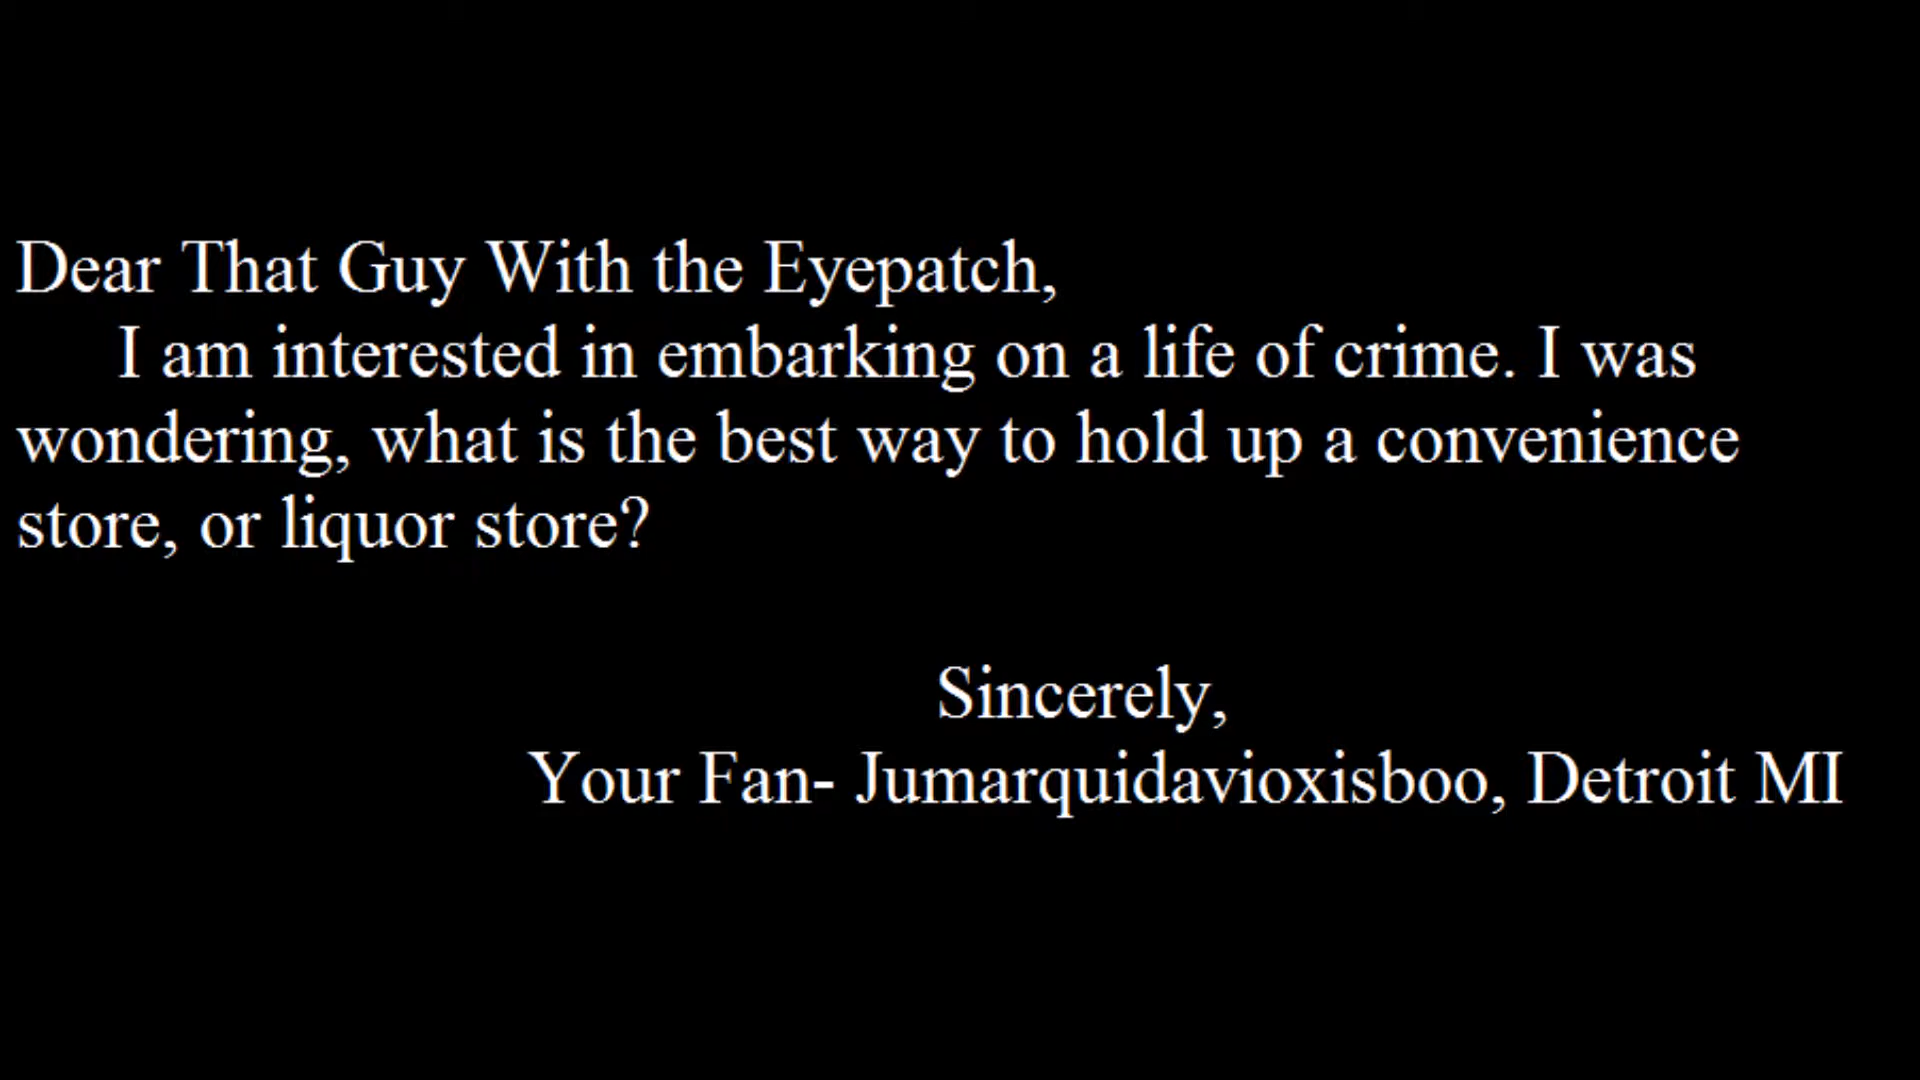 Dear That Guy With the Eyepatch,
I am interested in embarking on a life of crime. I was
wondering, what is the best way to hold up a convenience
store, or liquor store?
Sincerely,
Your Fan- Jumarquidavioxisboo, Detroit MI